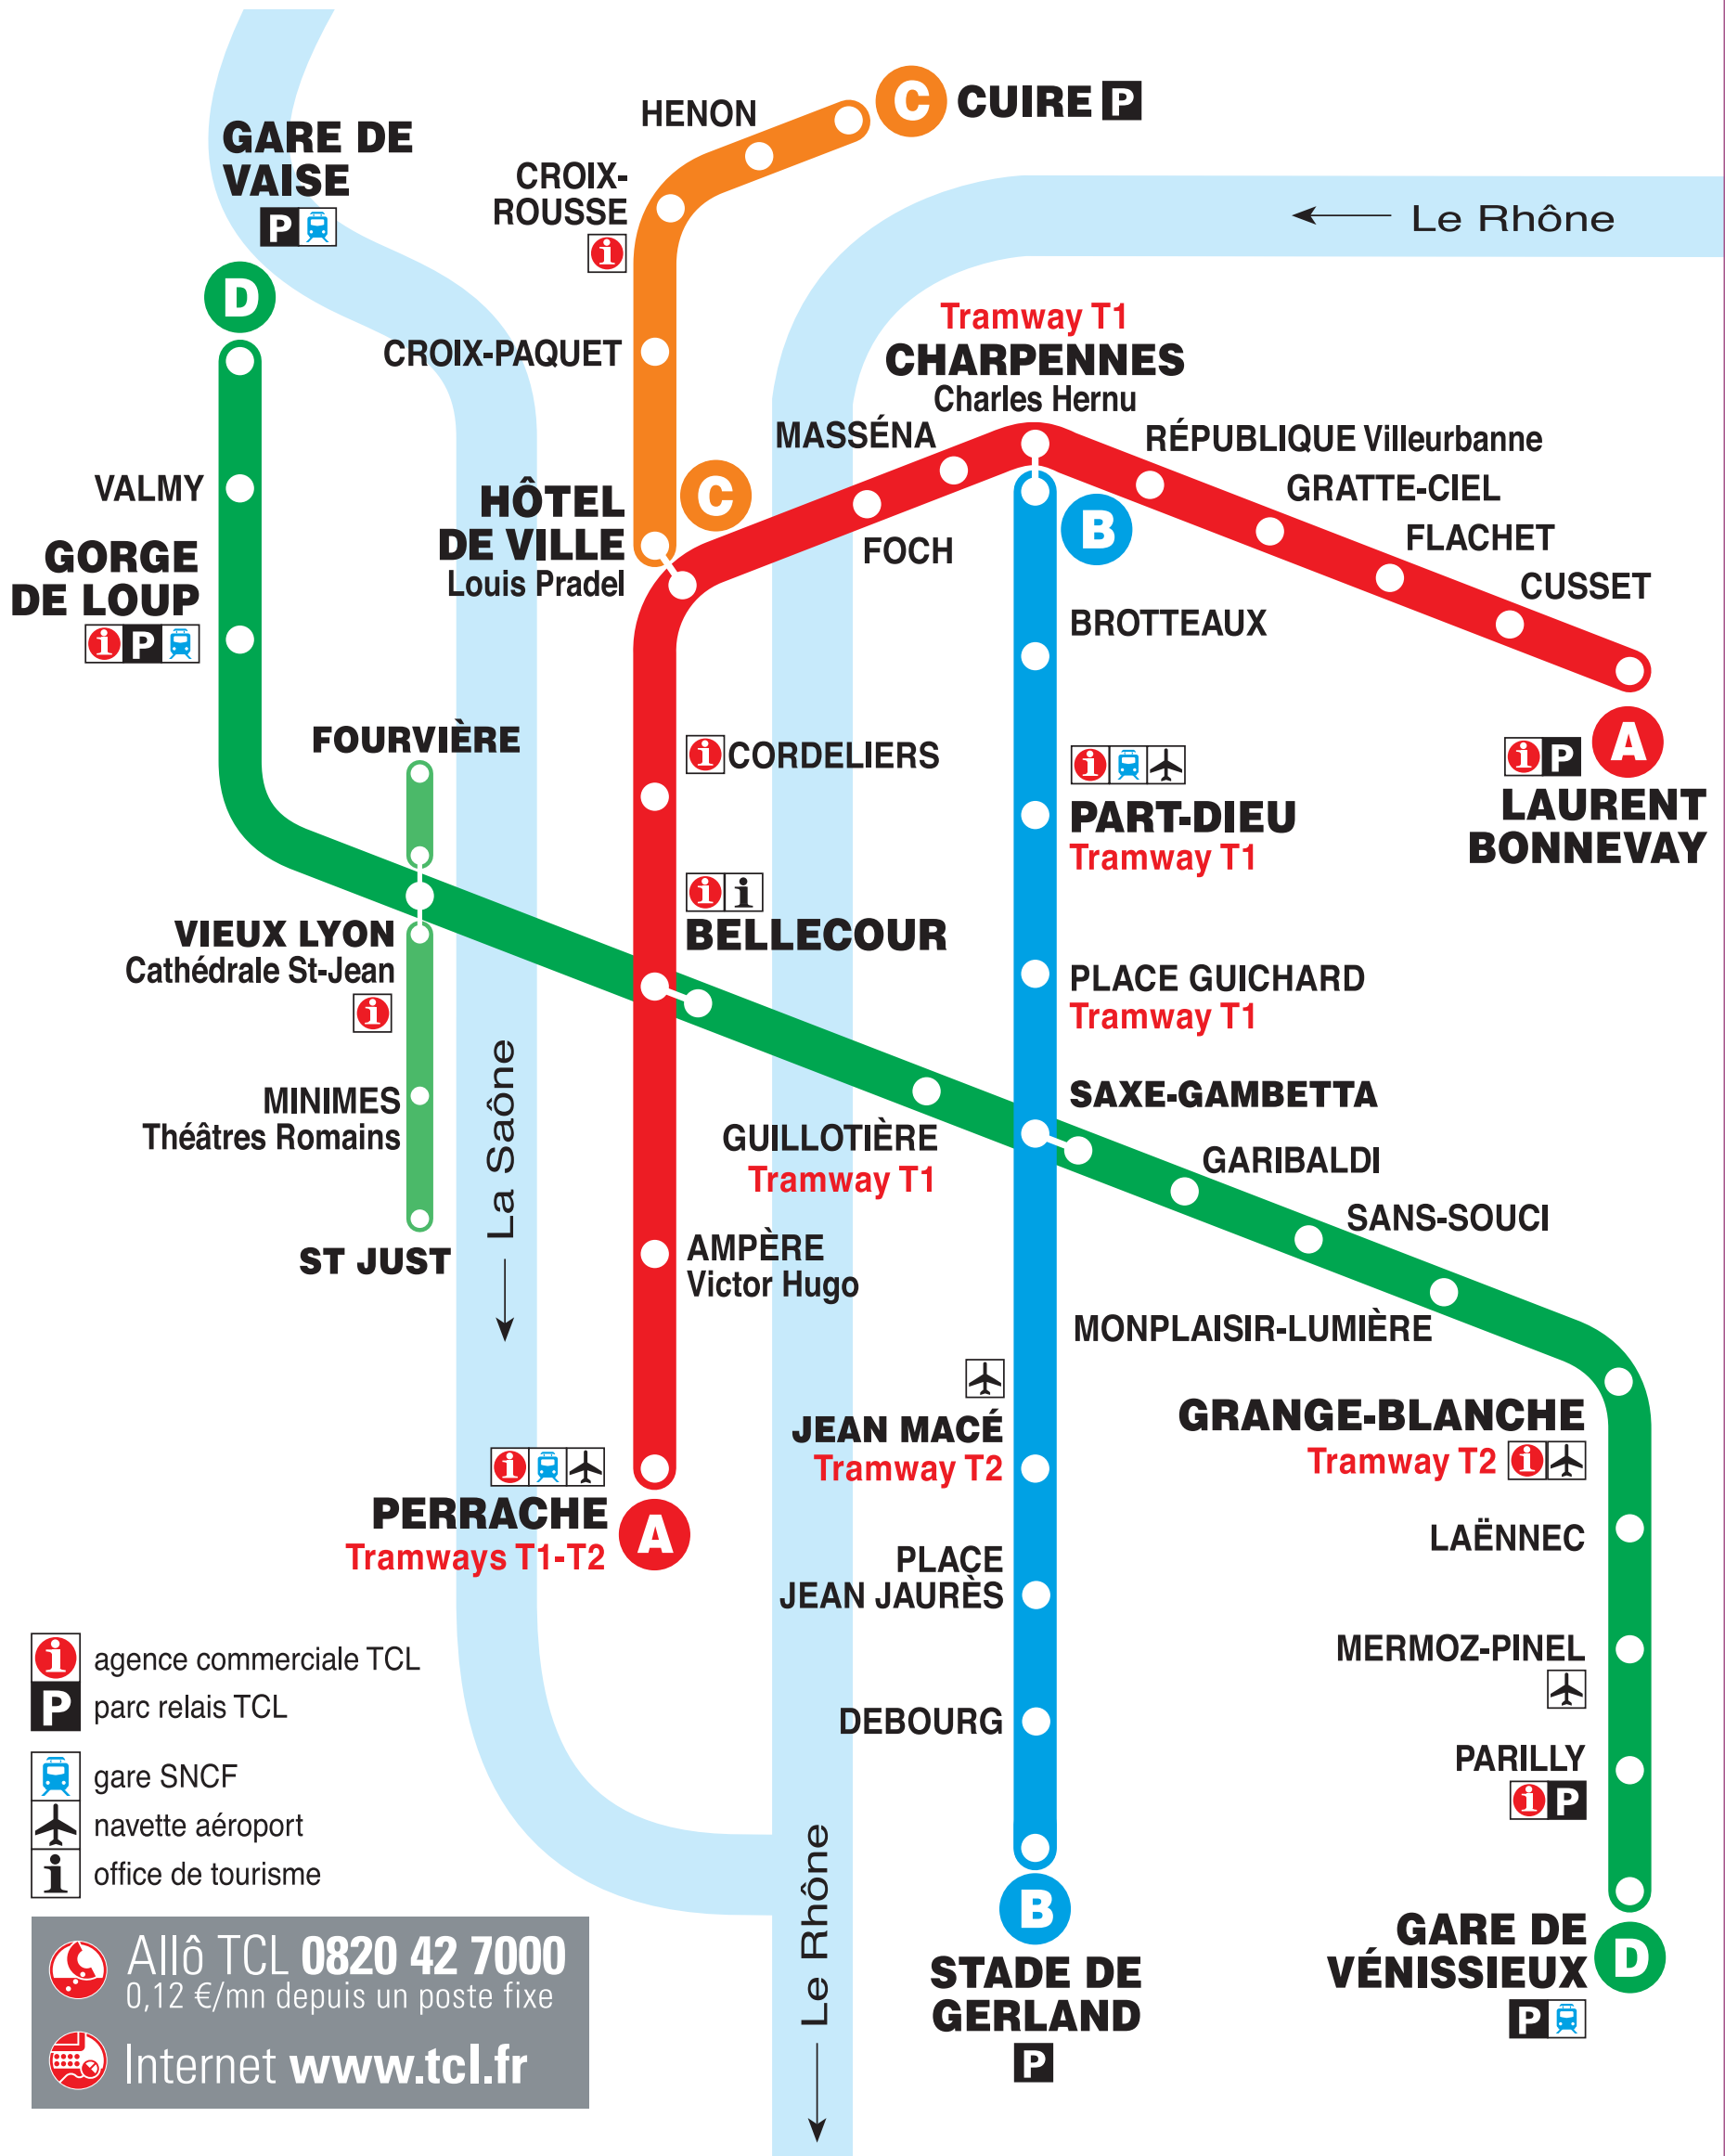 C CUIRE P
HENON
CROIX-
ROUSSE
i
GARE DE
VAISE
P
D
Le Rhône
CROIX-PAQUET
Tramway T1
CHARPENNES
Charles Hernu
MASSÉNA
RÉPUBLIQUE Villeurbanne
GRATTE-CIEL
FLACHET
CUSSET
VALMY
HÔTEL
DE VILLE
Louis Pradel
C
FOCH
B
GORGE
DE LOUP
i P
BROTTEAUX
FOURVIÈRE
i CORDELIERS
i
PART-DIEU
Tramway T1
i P A
LAURENT
BONNEVAY
i i
BELLECOUR
VIEUX LYON
Cathédrale St-Jean
i
PLACE GUICHARD
Tramway T1
MINIMES
Théâtres Romains
La Saône
SAXE-GAMBETTA
GUILLOTIÈRE
Tramway T1
GARIBALDI
SANS-SOUCI
ST JUST
AMPÈRE
Victor Hugo
MONPLAISIR-LUMIÈRE
JEAN MACÉ
Tramway T2
GRANGE-BLANCHE
Tramway T2 i
i
PERRACHE
Tramways T1-T2
A
PLACE
JEAN JAURÈS
LAËNNEC
MERMOZ-PINEL
DEBOURG
PARILLY
i P
i agence commerciale TCL
P parc relais TCL
gare SNCF
navette aéroport
i office de tourisme
Le Rhône
B
STADE DE
GERLAND
P
GARE DE
VÉNISSIEUX
D
P
Allô TCL 0820 42 7000
0,12 €/mn depuis un poste fixe
Internet www.tcl.fr